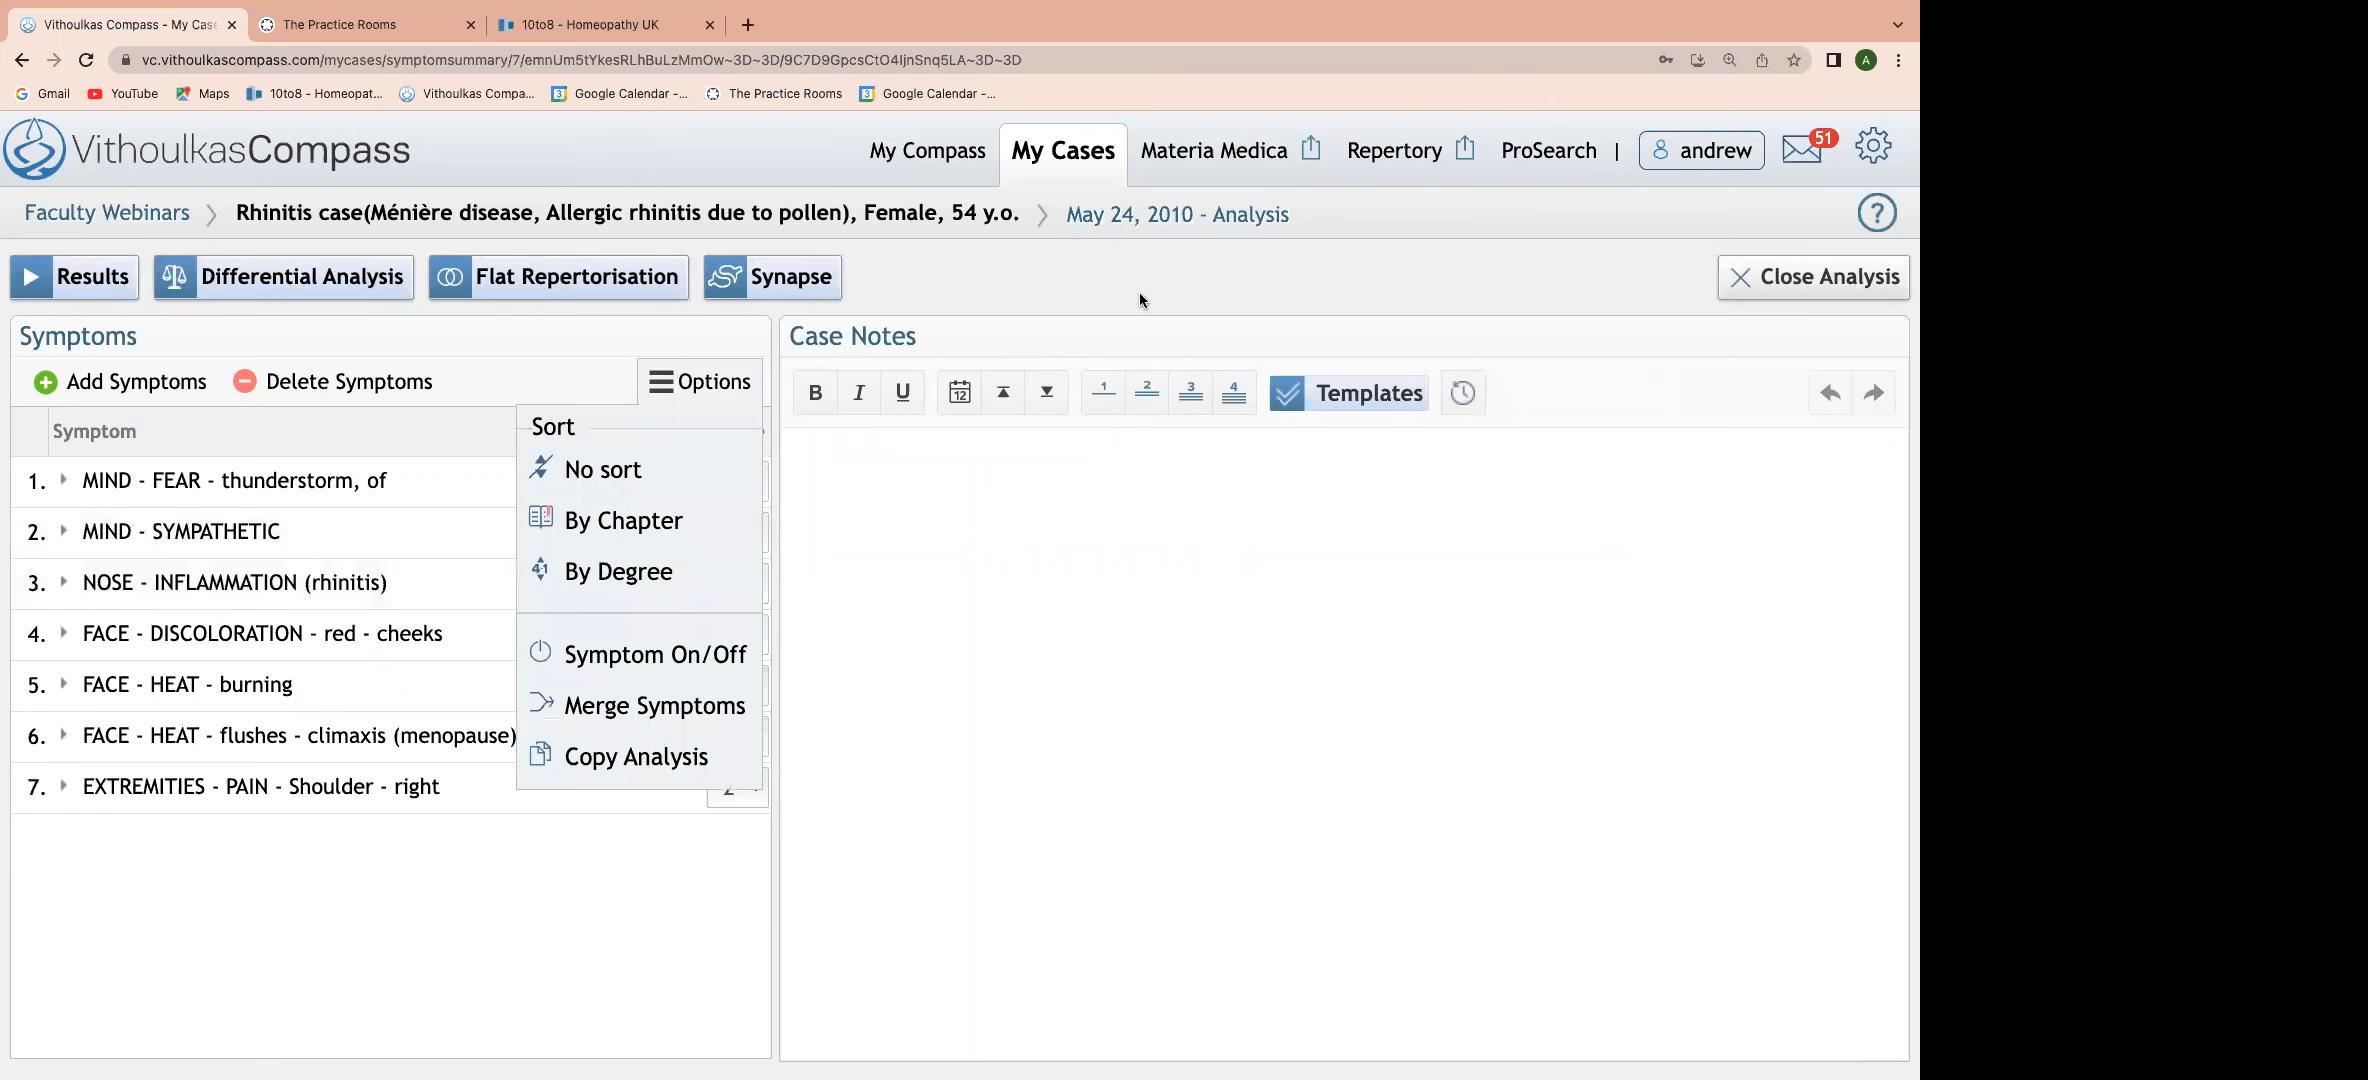 Vithoulkas Compass - My Case
The Practice Rooms
10to8 - Homeopathy UK
vc.vithoulkascompass.com/mycases/symptomsummary/7/emnUm5tYkesRLhBuLzMmOw~3D~3D/9C7D9GpcsCtO4IjnSnq5LA~3D~3D
A
Gmail
YouTube
Maps
10to8 - Homeopat...
Vithoulkas Compa...
3
Google Calendar -...
The Practice Rooms
3
Google Calendar -...
VithoulkasCompass
My Compass
My Cases
Materia Medica
Repertory
ProSearch
|
andrew
51
Faculty Webinars
Rhinitis case(Ménière disease, Allergic rhinitis due to pollen), Female, 54 y.o.
May 24, 2010 - Analysis
?
Results
Differential Analysis
Flat Repertorisation
Synapse
Close Analysis
Symptoms
Add Symptoms
Delete Symptoms
Options
Symptom
1. MIND - FEAR - thunderstorm, of
2. MIND - SYMPATHETIC
3. NOSE - INFLAMMATION (rhinitis)
4. FACE - DISCOLORATION - red - cheeks
5. FACE - HEAT - burning
6. FACE - HEAT - flushes - climaxis (menopause)
7. EXTREMITIES - PAIN - Shoulder - right
2
Sort
No sort
By Chapter
4 1
By Degree
Symptom On/Off
Merge Symptoms
Copy Analysis
Case Notes
B
I
U
12
1
2
3
4
Templates